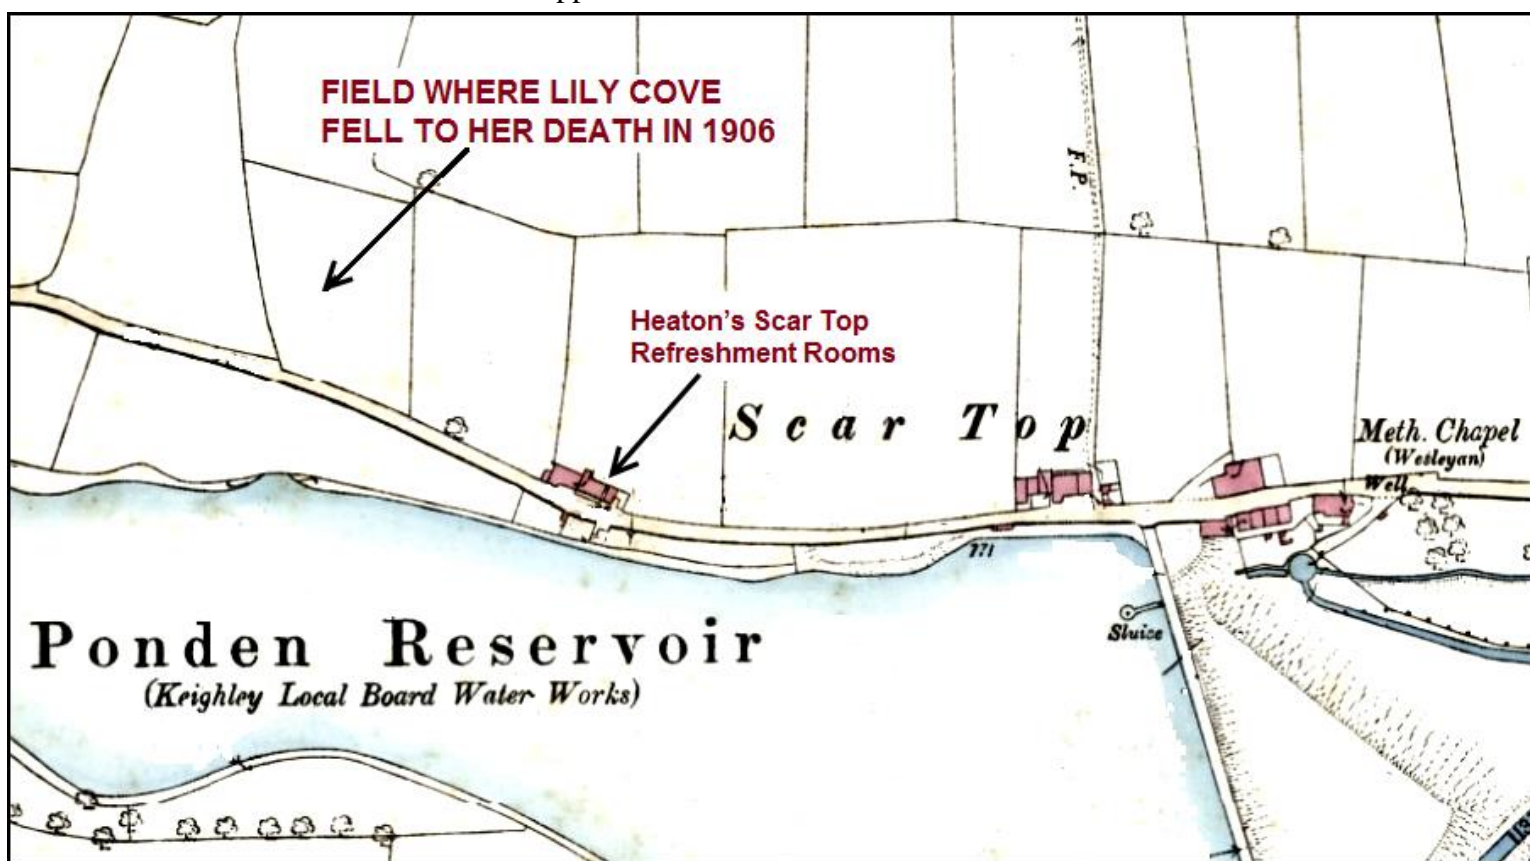 FIELD WHERE LILY COVE
FELL TO HER DEATH IN 1906
F.P.
Heaton's Scar Top
Refreshment Rooms
Scar Top
Meth. Chapel
(Wesleyan)
Well
771
Sluice
Ponden Reservoir
(Keighley Local Board Water Works)